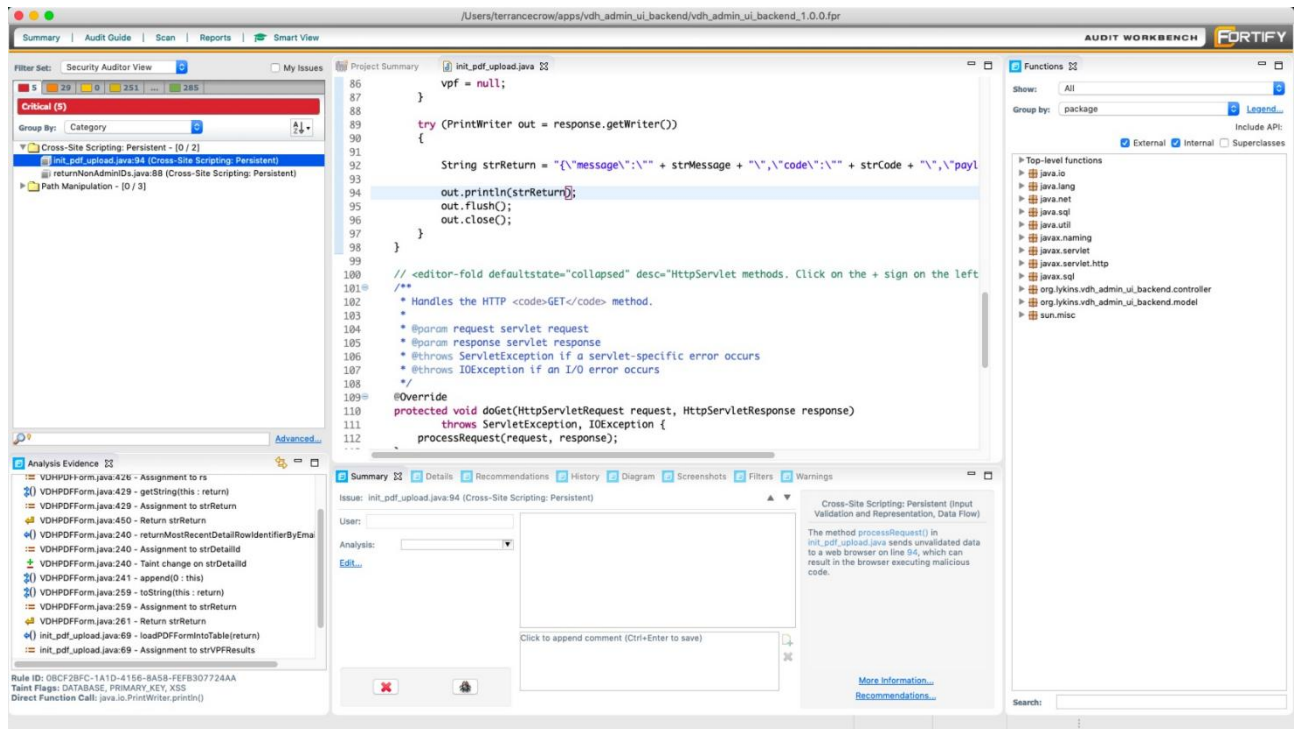 /Users/terrancecrow/apps/vdh_admin_ui_backend/vdh_admin_ui_backend_1.0.0.fpr
Summary | Audit Guide | Scan | Reports | Smart View
AUDIT WORKBENCH FORTIFY
Filter Set: Security Auditor View My Issues
5 29 0 251 ... 285
Critical (5)
Group By: Category
Cross-Site Scripting: Persistent - [0 / 2]
init_pdf_upload.java:94 (Cross-Site Scripting: Persistent)
returnNonAdminIDs.java:88 (Cross-Site Scripting: Persistent)
Path Manipulation - [0 / 3]
Advanced...
Project Summary init_pdf_upload.java
86 vpf = null;
87 }
88
89 try (PrintWriter out = response.getWriter())
90 {
91
92 String strReturn = "{\"message\":\"" + strMessage + "\",\"code\":\"" + strCode + "\",\"payl
93
94 out.println(strReturn);
95 out.flush();
96 out.close();
97 }
98 }
99
100 // <editor-fold defaultstate="collapsed" desc="HttpServlet methods. Click on the + sign on the left
101 /**
102 * Handles the HTTP <code>GET</code> method.
103 *
104 * @param request servlet request
105 * @param response servlet response
106 * @throws ServletException if a servlet-specific error occurs
107 * @throws IOException if an I/O error occurs
108 */
109 @Override
110 protected void doGet(HttpServletRequest request, HttpServletResponse response)
111 throws ServletException, IOException {
112 processRequest(request, response);
Functions
Show: All
Group by: package Legend...
Include API:
External Internal Superclasses
Top-level functions
java.io
java.lang
java.net
java.sql
java.util
javax.naming
javax.servlet
javax.servlet.http
javax.sql
org.lykins.vdh_admin_ui_backend.controller
org.lykins.vdh_admin_ui_backend.model
sun.misc
Search:
Analysis Evidence
VDHPDFForm.java:426 - Assignment to rs
VDHPDFForm.java:429 - getString(this : return)
VDHPDFForm.java:429 - Assignment to strReturn
VDHPDFForm.java:450 - Return strReturn
VDHPDFForm.java:240 - returnMostRecentDetailRowIdentifierByEmai
VDHPDFForm.java:240 - Assignment to strDetailId
VDHPDFForm.java:240 - Taint change on strDetailId
VDHPDFForm.java:241 - append(0 : this)
VDHPDFForm.java:259 - toString(this : return)
VDHPDFForm.java:259 - Assignment to strReturn
VDHPDFForm.java:261 - Return strReturn
init_pdf_upload.java:69 - loadPDFFormIntoTable(return)
init_pdf_upload.java:69 - Assignment to strVPFResults
Rule ID: 0BCF2BFC-1A1D-4156-8A58-FEFB307724AA
Taint Flags: DATABASE, PRIMARY_KEY, XSS
Direct Function Call: java.io.PrintWriter.println()
Summary Details Recommendations History Diagram Screenshots Filters Warnings
Issue: init_pdf_upload.java:94 (Cross-Site Scripting: Persistent)
User:
Analysis:
Edit...
Click to append comment (Ctrl+Enter to save)
Cross-Site Scripting: Persistent (Input
Validation and Representation, Data Flow)
The method processRequest() in
init_pdf_upload.java sends unvalidated data
to a web browser on line 94, which can
result in the browser executing malicious
code.
More Information...
Recommendations...